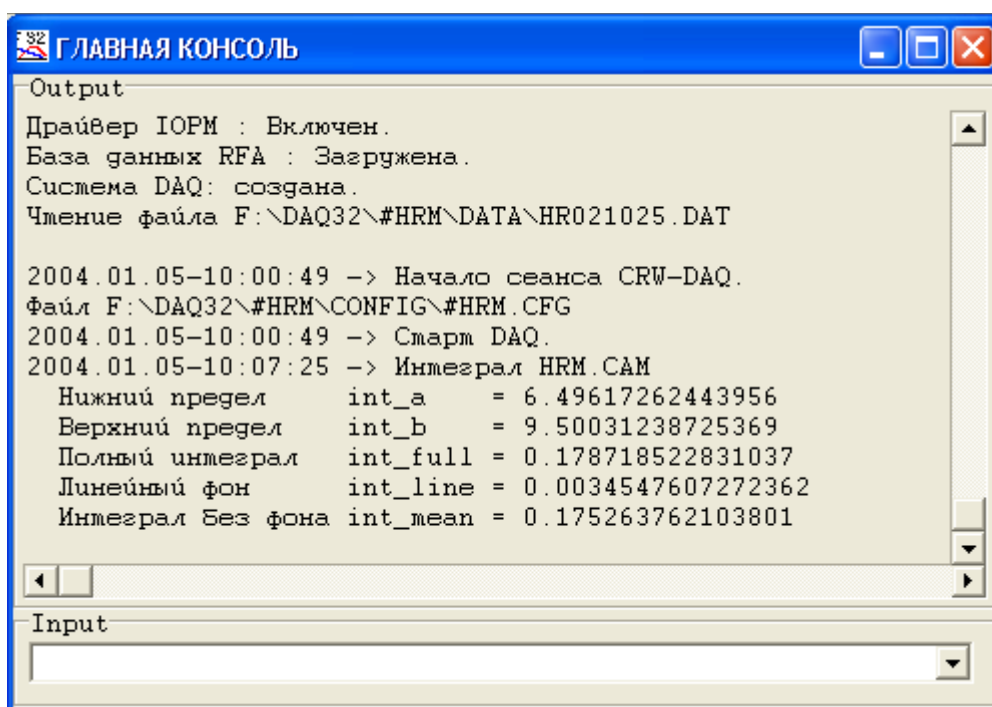 ГЛАВНАЯ КОНСОЛЬ
Output
Драйвер IOPM : Включен.
База данных RFA : Загружена.
Система DAQ: создана.
Чтение файла F:\DAQ32\#HRM\DATA\HR021025.DAT
2004.01.05-10:00:49 -> Начало сеанса CRW-DAQ.
Файл F:\DAQ32\#HRM\CONFIG\#HRM.CFG
2004.01.05-10:00:49 -> Старт DAQ.
2004.01.05-10:07:25 -> Интеграл HRM.CAM
Нижний предел int_a = 6.49617262443956
Верхний предел int_b = 9.50031238725369
Полный интеграл int_full = 0.178718522831037
Линейный фон int_line = 0.0034547607272362
Интеграл без фона int_mean = 0.175263762103801
Input